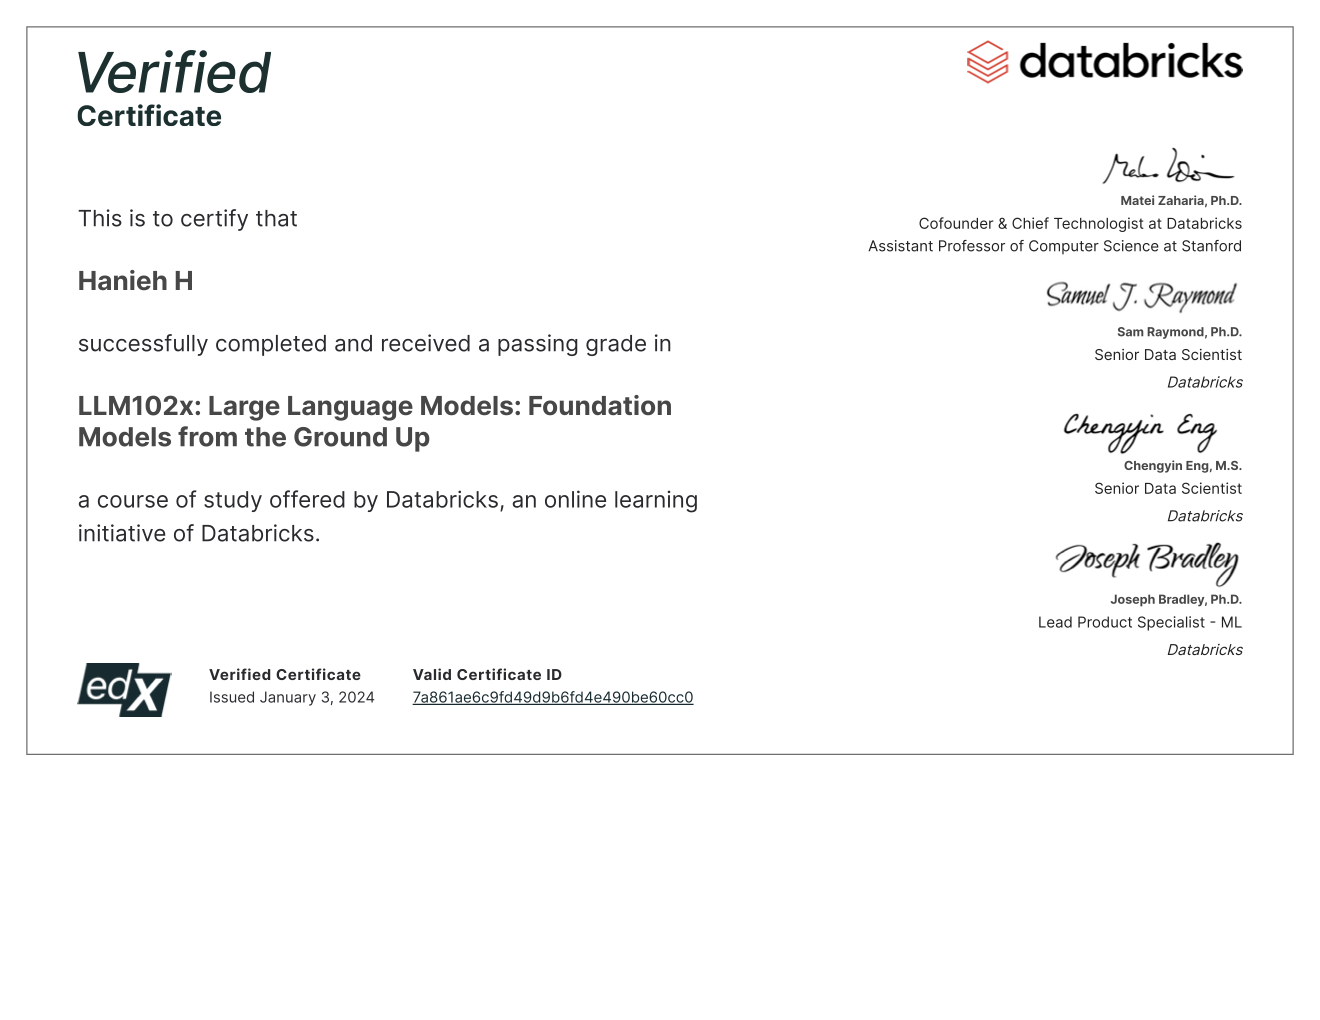 Verified
Certificate
databricks
This is to certify that
Hanieh H
successfully completed and received a passing grade in
LLM102x: Large Language Models: Foundation
Models from the Ground Up
a course of study offered by Databricks, an online learning
initiative of Databricks.
Matei Zaharia, Ph.D.
Cofounder & Chief Technologist at Databricks
Assistant Professor of Computer Science at Stanford
Samuel J. Raymond
Sam Raymond, Ph.D.
Senior Data Scientist
Databricks
Chengyin Eng
Chengyin Eng, M.S.
Senior Data Scientist
Databricks
Joseph Bradley
Joseph Bradley, Ph.D.
Lead Product Specialist - ML
Databricks
edX
Verified Certificate
Issued January 3, 2024
Valid Certificate ID
7a861ae6c9fd49d9b6fd4e490be60cc0